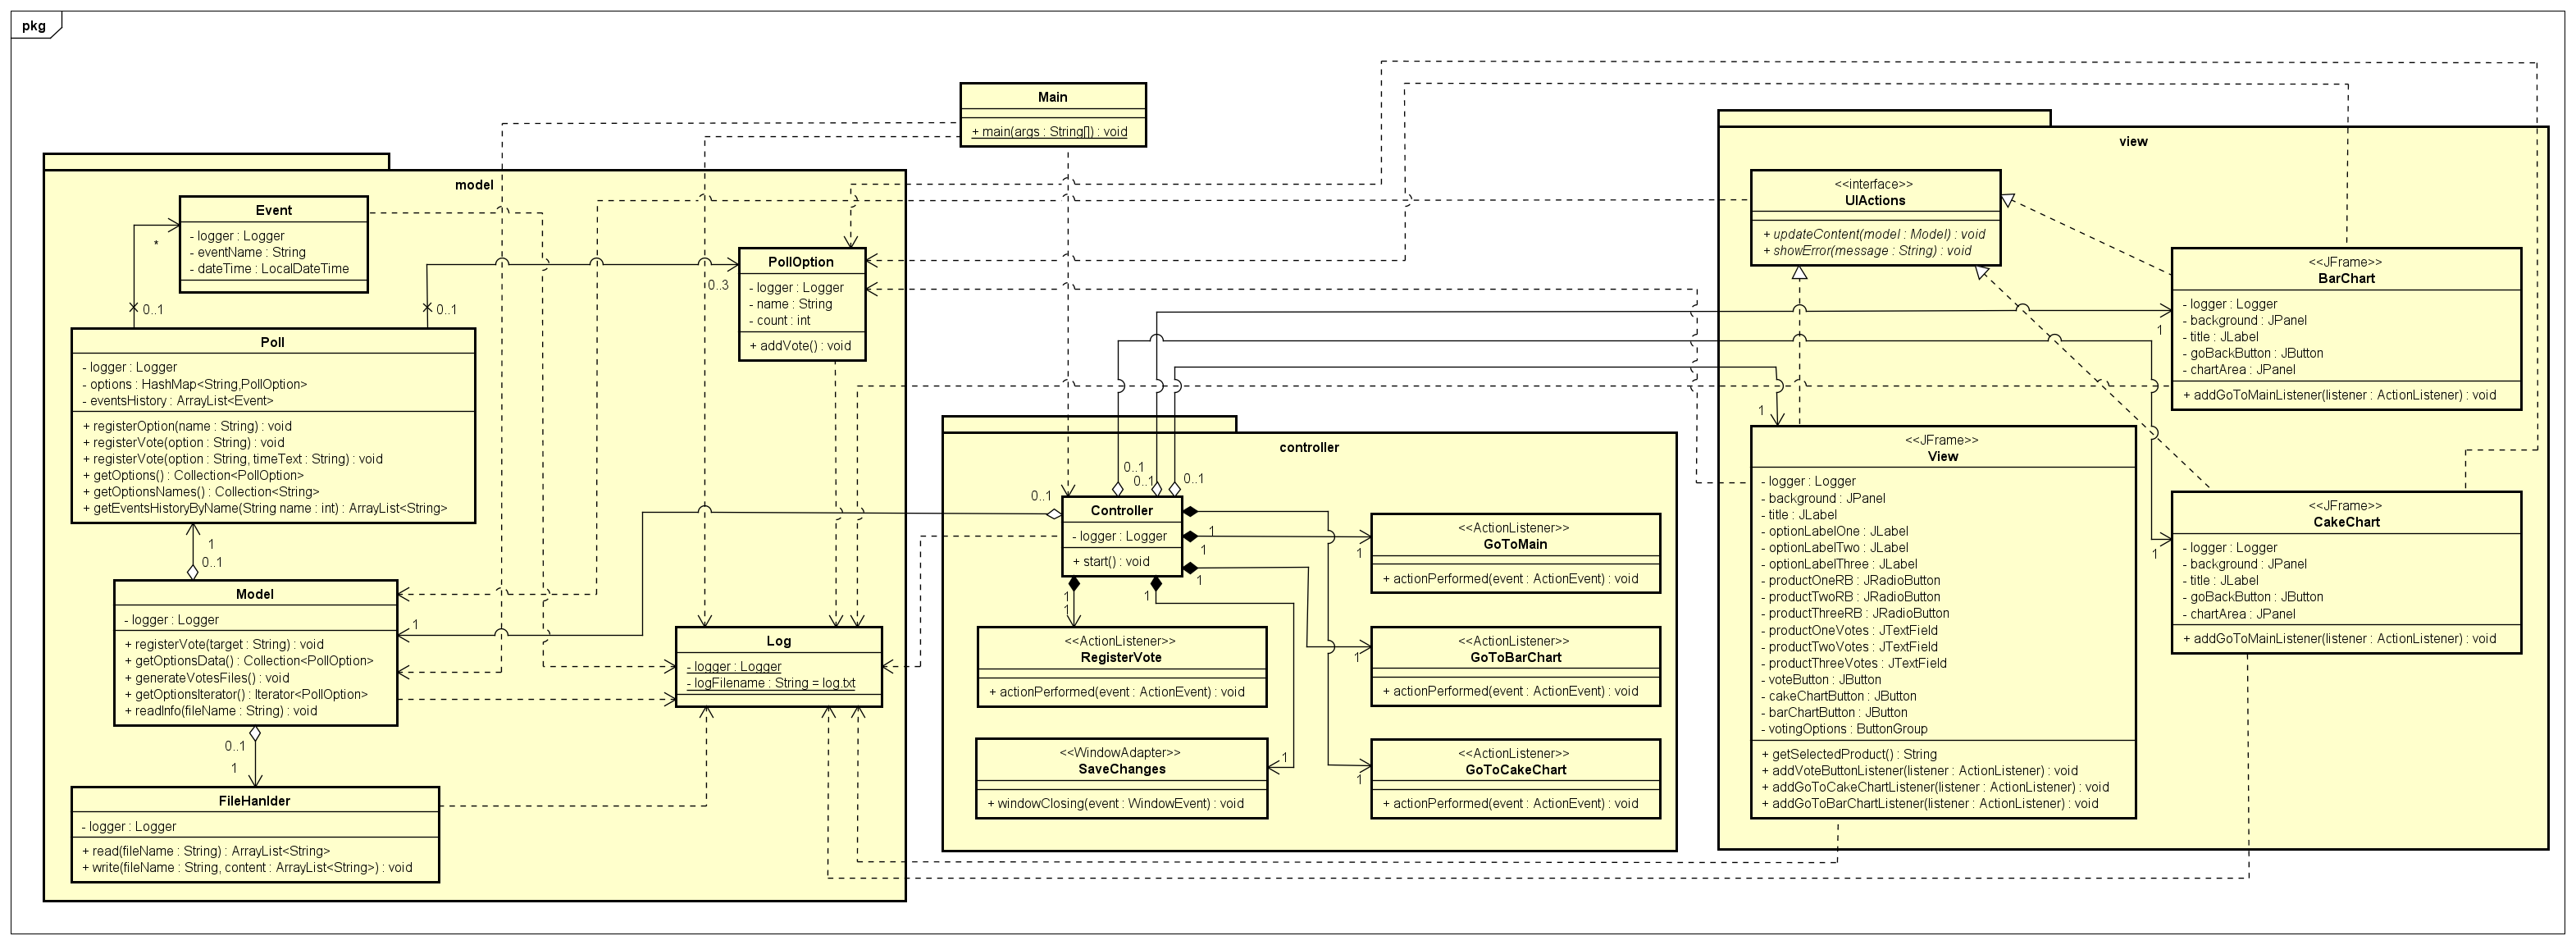 pkg
Main
+ main(args : String[]) : void
model
Event
- logger : Logger
- eventName : String
- dateTime : LocalDateTime
*
0..1
0..1
Poll
- logger : Logger
- options : HashMap<String,PollOption>
- eventsHistory : ArrayList<Event>
+ registerOption(name : String) : void
+ registerVote(option : String) : void
+ registerVote(option : String, timeText : String) : void
+ getOptions() : Collection<PollOption>
+ getOptionsNames() : Collection<String>
+ getEventsHistoryByName(String name : int) : ArrayList<String>
1
0..1
PollOption
- logger : Logger
- name : String
- count : int
+ addVote() : void
0..3
Model
- logger : Logger
+ registerVote(target : String) : void
+ getOptionsData() : Collection<PollOption>
+ generateVotesFiles() : void
+ getOptionsIterator() : Iterator<PollOption>
+ readInfo(fileName : String) : void
1
0..1
1
Log
- logger : Logger
- logFilename : String = log.txt
FileHanlder
- logger : Logger
+ read(fileName : String) : ArrayList<String>
+ write(fileName : String, content : ArrayList<String>) : void
controller
0..1
0..1
0..1
0..1
Controller
- logger : Logger
+ start() : void
1
1
1
1
1
1
<<ActionListener>>
GoToMain
+ actionPerformed(event : ActionEvent) : void
1
<<ActionListener>>
RegisterVote
+ actionPerformed(event : ActionEvent) : void
<<ActionListener>>
GoToBarChart
+ actionPerformed(event : ActionEvent) : void
1
<<WindowAdapter>>
SaveChanges
+ windowClosing(event : WindowEvent) : void
1
<<ActionListener>>
GoToCakeChart
+ actionPerformed(event : ActionEvent) : void
1
view
<<interface>>
UIActions
+ updateContent(model : Model) : void
+ showError(message : String) : void
<<JFrame>>
BarChart
- logger : Logger
- background : JPanel
- title : JLabel
- goBackButton : JButton
- chartArea : JPanel
+ addGoToMainListener(listener : ActionListener) : void
1
1
<<JFrame>>
View
- logger : Logger
- background : JPanel
- title : JLabel
- optionLabelOne : JLabel
- optionLabelTwo : JLabel
- optionLabelThree : JLabel
- productOneRB : JRadioButton
- productTwoRB : JRadioButton
- productThreeRB : JRadioButton
- productOneVotes : JTextField
- productTwoVotes : JTextField
- productThreeVotes : JTextField
- voteButton : JButton
- cakeChartButton : JButton
- barChartButton : JButton
- votingOptions : ButtonGroup
+ getSelectedProduct() : String
+ addVoteButtonListener(listener : ActionListener) : void
+ addGoToCakeChartListener(listener : ActionListener) : void
+ addGoToBarChartListener(listener : ActionListener) : void
<<JFrame>>
CakeChart
- logger : Logger
- background : JPanel
- title : JLabel
- goBackButton : JButton
- chartArea : JPanel
+ addGoToMainListener(listener : ActionListener) : void
1